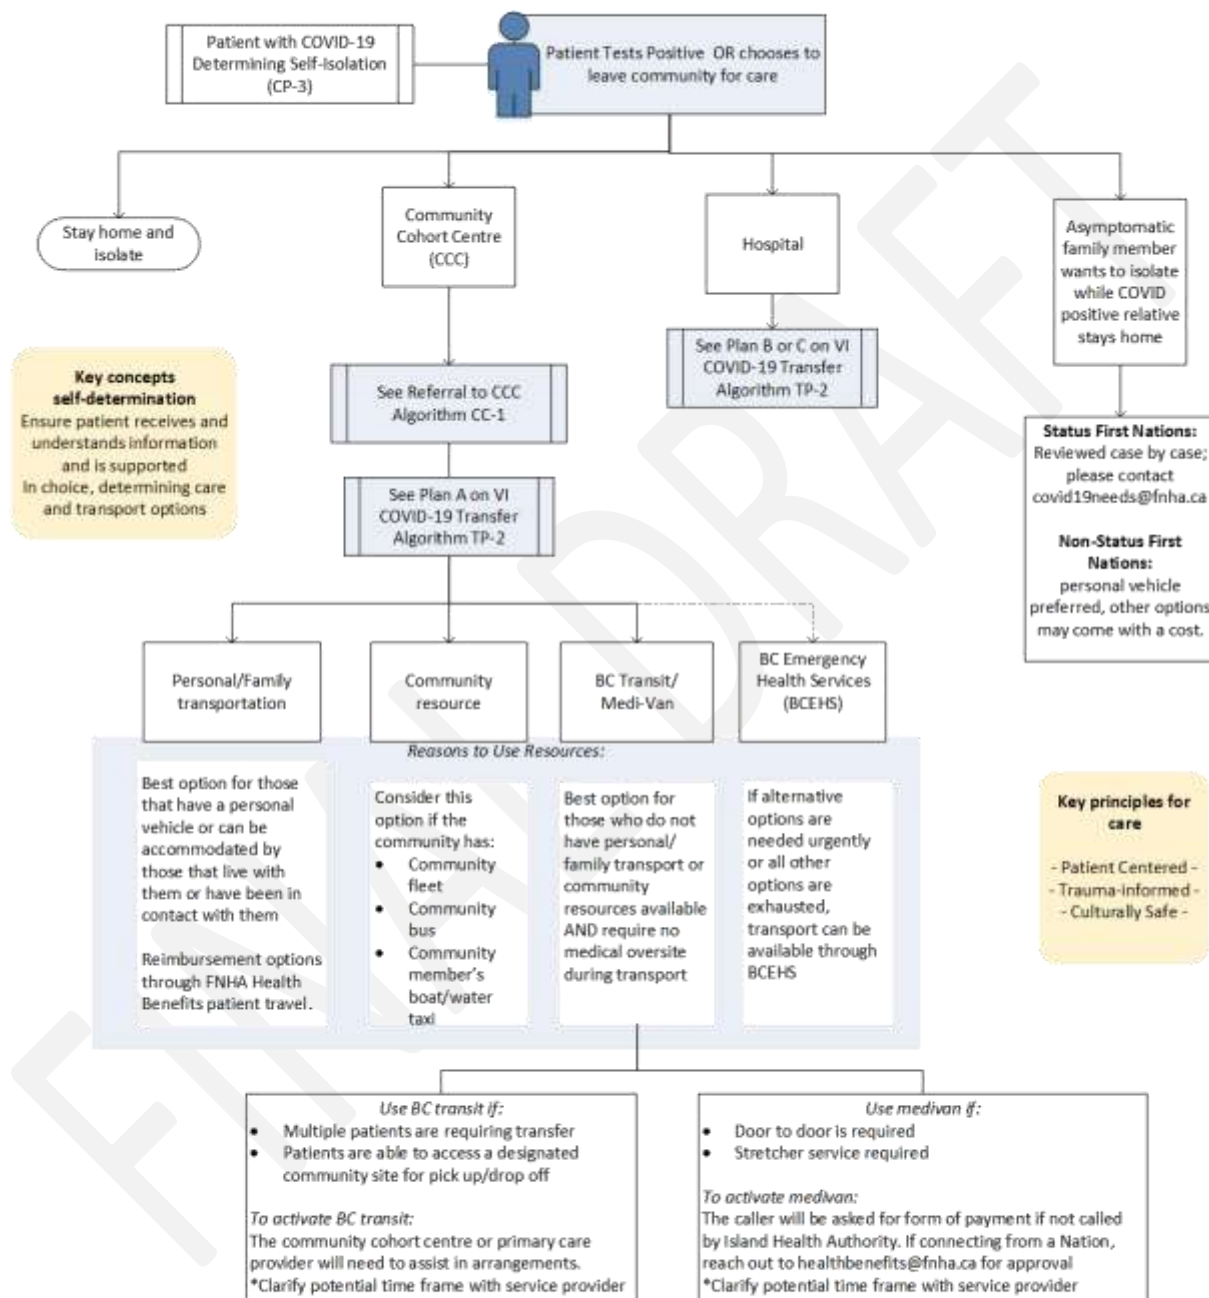 Patient with COVID-19
Determining Self-Isolation
(CP-3)
Patient Tests Positive OR chooses to
leave community for care
Stay home and
isolate
Community
Cohort Centre
(CCC)
Hospital
Asymptomatic
family member
wants to isolate
while COVID
positive relative
stays home
See Plan B or C on VI
COVID-19 Transfer
Algorithm TP-2
Key concepts
self-determination
Ensure patient receives and
understands information
and is supported
In choice, determining care
and transport options
See Referral to CCC
Algorithm CC-1
See Plan A on VI
COVID-19 Transfer
Algorithm TP-2
Status First Nations:
Reviewed case by case;
please contact
covid19needs@fnha.ca
Non-Status First
Nations:
personal vehicle
preferred, other options
may come with a cost.
Personal/Family
transportation
Community
resource
BC Transit/
Medi-Van
BC Emergency
Health Services
(BCEHS)
Reasons to Use Resources:
Best option for those
that have a personal
vehicle or can be
accommodated by
those that live with
them or have been in
contact with them
Reimbursement options
through FNHA Health
Benefits patient travel.
Consider this
option if the
community has:
• Community
fleet
• Community
bus
• Community
member's
boat/water
taxi
Best option for
those who do not
have personal/
family transport or
community
resources available
AND require no
medical oversite
during transport
If alternative
options are
needed urgently
or all other
options are
exhausted,
transport can be
available through
BCEHS
Key principles for
care
- Patient Centered -
- Trauma-informed -
- Culturally Safe -
Use BC transit if:
• Multiple patients are requiring transfer
• Patients are able to access a designated
community site for pick up/drop off
To activate BC transit:
The community cohort centre or primary care
provider will need to assist in arrangements.
*Clarify potential time frame with service provider
Use medivan if:
• Door to door is required
• Stretcher service required
To activate medivan:
The caller will be asked for form of payment if not called
by Island Health Authority. If connecting from a Nation,
reach out to healthbenefits@fnha.ca for approval
*Clarify potential time frame with service provider
FINAL DRAFT